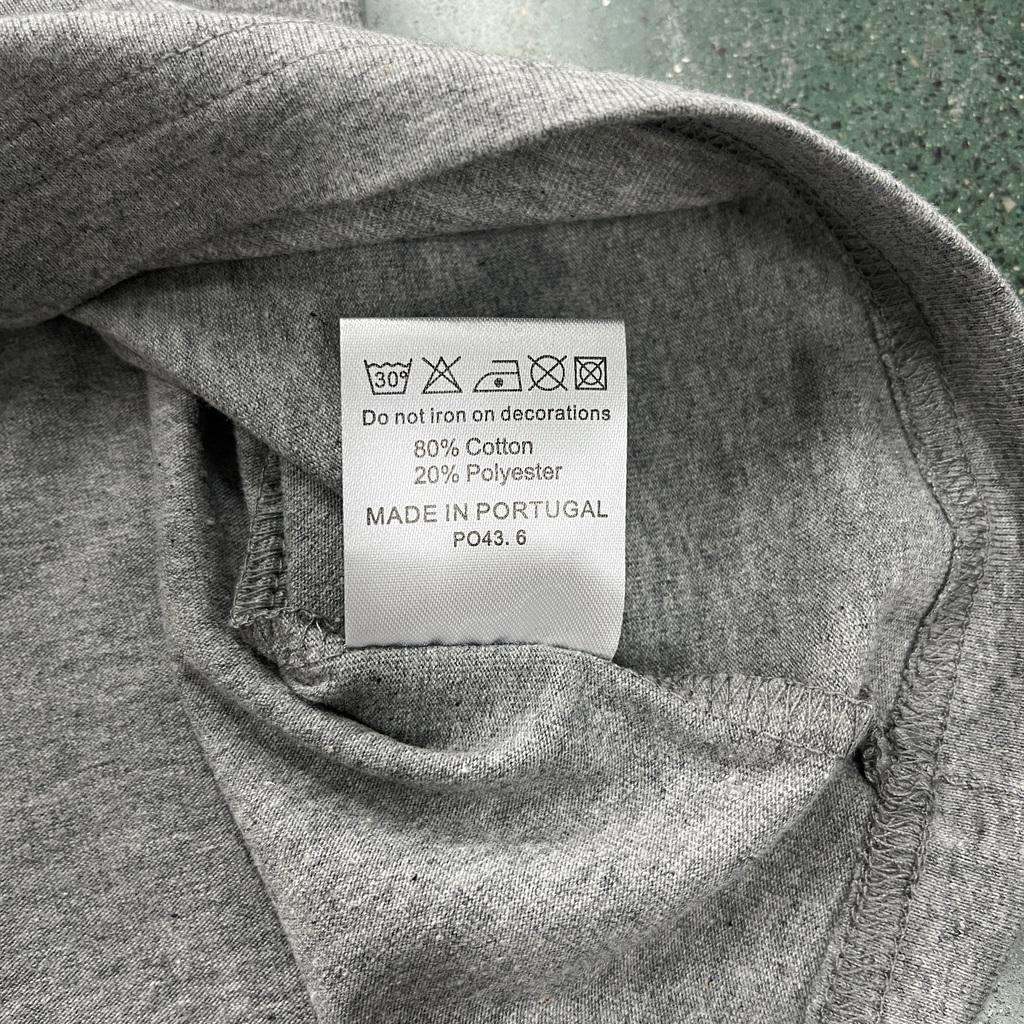 30°
Do not iron on decorations
80% Cotton
20% Polyester
MADE IN PORTUGAL
PO43. 6